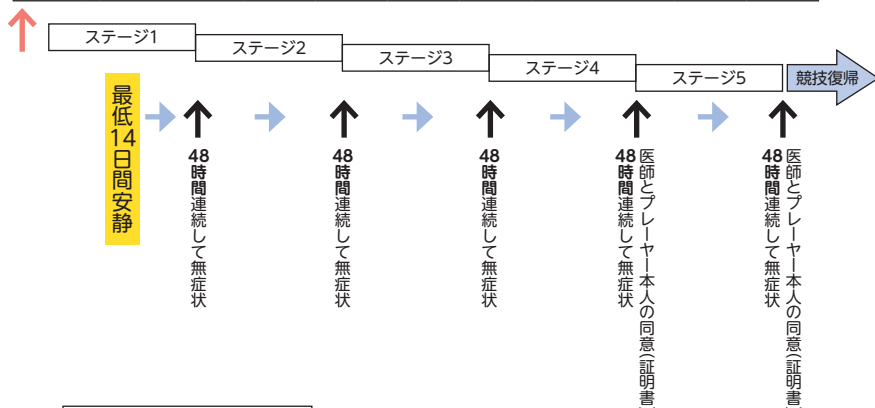 ステージ1
ステージ2
ステージ3
ステージ4
ステージ5
競技復帰
最低14日間安静
48時間連続して無症状
48時間連続して無症状
48時間連続して無症状
48時間連続して無症状
医師とプレーヤー本人の同意(証明書
48時間連続して無症状
医師とプレーヤー本人の同意(証明書